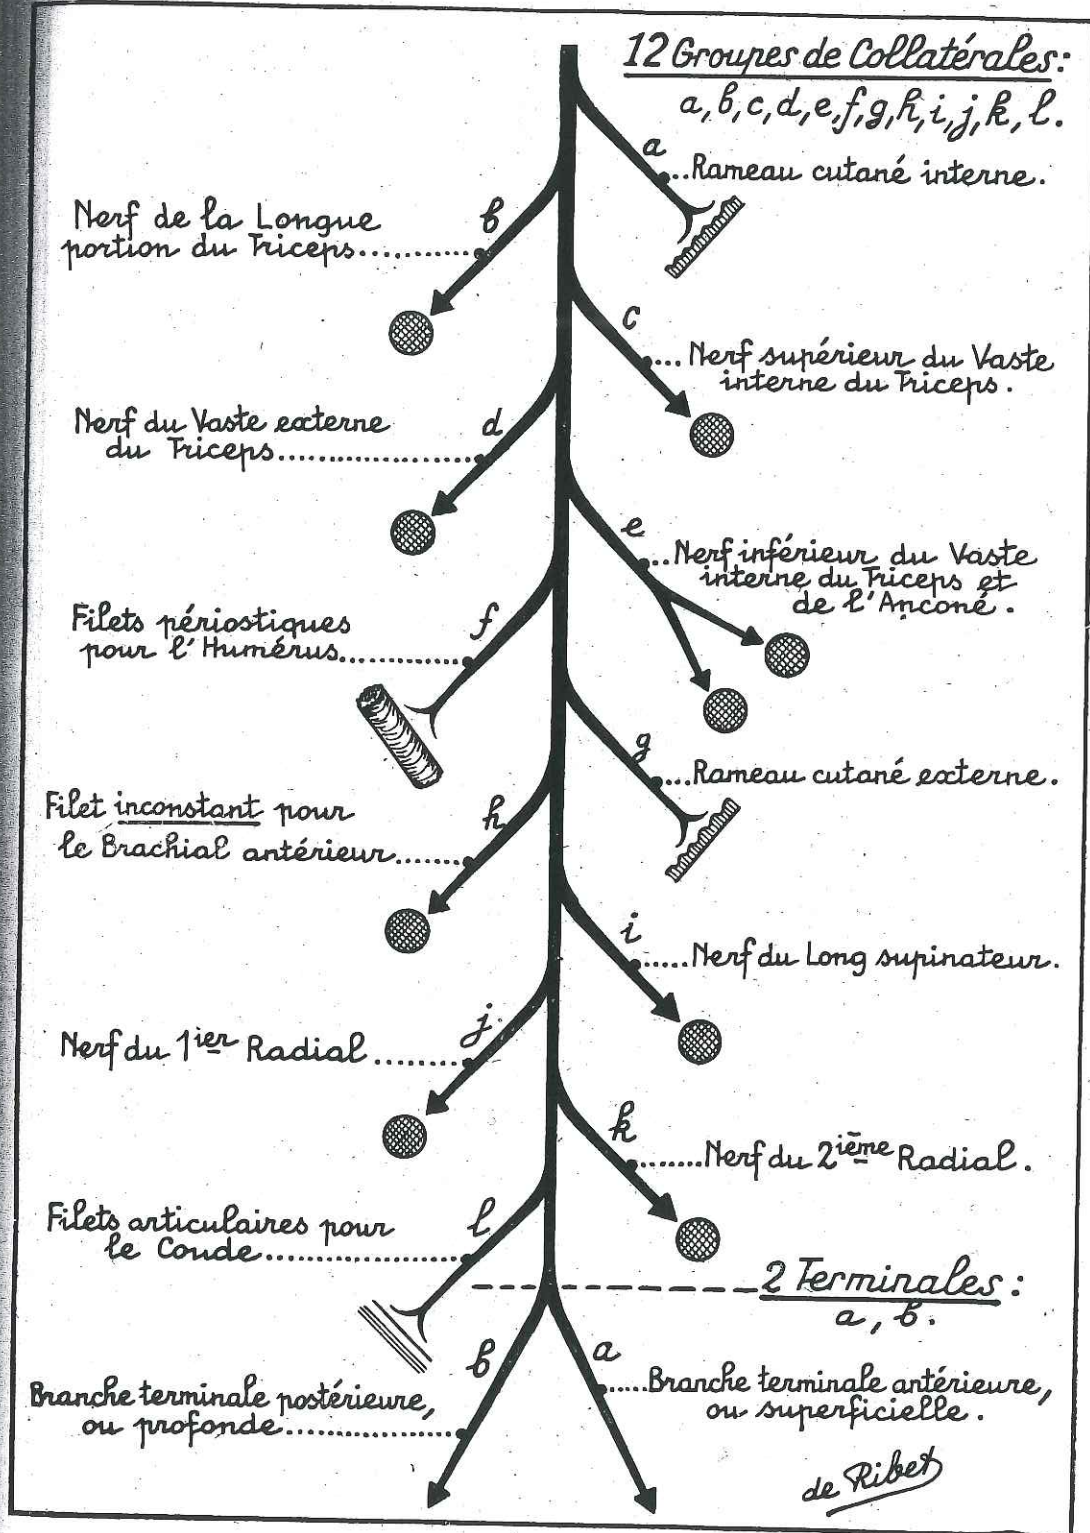 12 Groupes de Collatérales:
a, b, c, d, e, f, g, h, i, j, k, l.
a
..Rameau cutané interne.
b
Nerf de la Longue
portion du Triceps...........
c
....Nerf supérieur du Vaste
interne du Triceps.
d
Nerf du Vaste externe
du Triceps....................
e
...Nerf inférieur du Vaste
interne du Triceps et
de l'Anconé.
f
Filets périostiques
pour l'Humérus.............
g
....Rameau cutané externe.
h
Filet inconstant pour
le Brachial antérieur.......
i
.....Nerf du Long supinateur.
j
Nerf du 1ier Radial.........
k
.......Nerf du 2ième Radial.
l
Filets articulaires pour
le Coude....................
2 Terminales:
a, b.
b
Branche terminale postérieure,
ou profonde.................
a
.....Branche terminale antérieure,
ou superficielle.
de Ribet